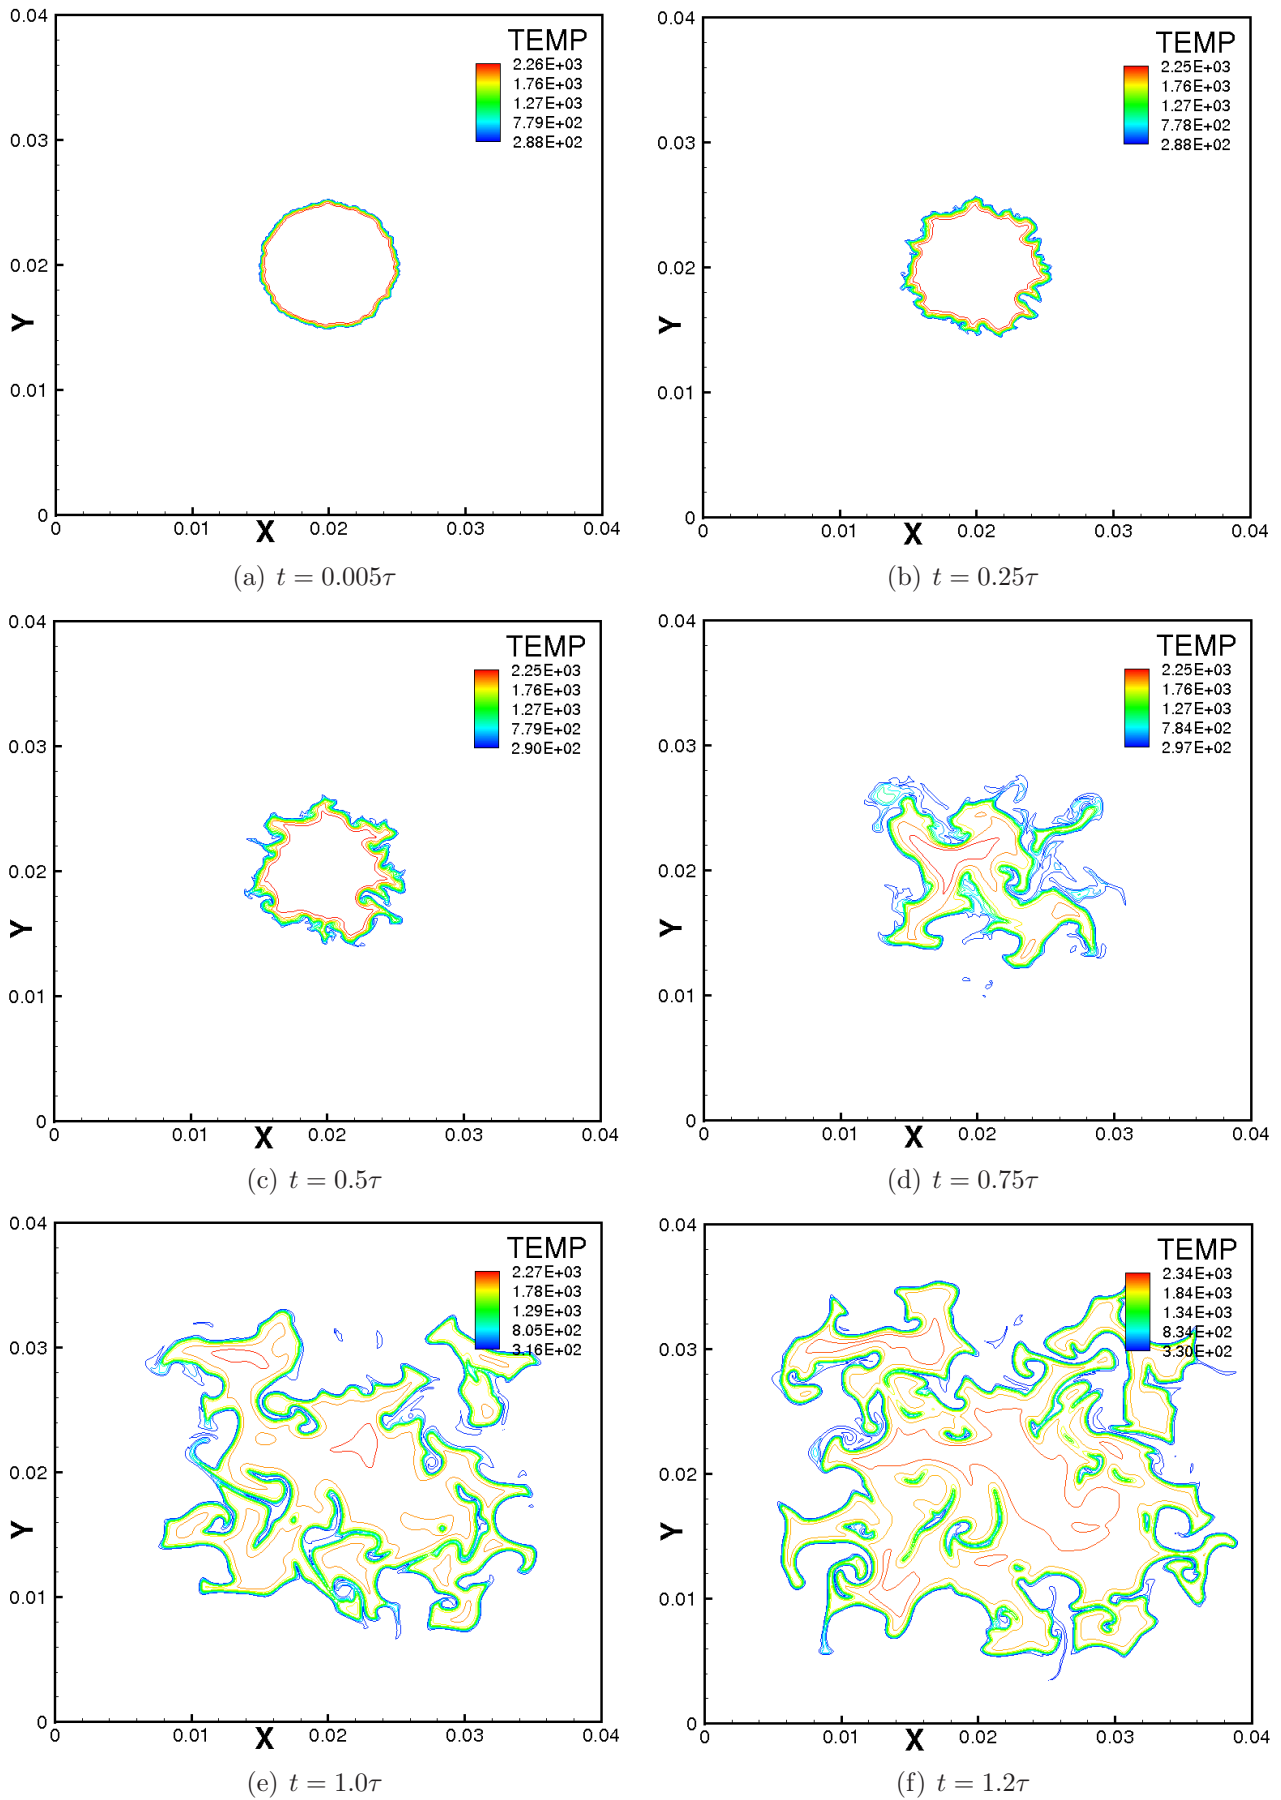 0.04
0.03
0.02
0.01
0
Y
0
0.01
0.02
0.03
0.04
X
TEMP
2.26E+03
1.76E+03
1.27E+03
7.79E+02
2.88E+02
(a) t = 0.005τ
0.04
0.03
0.02
0.01
0
Y
0
0.01
0.02
0.03
0.04
X
TEMP
2.25E+03
1.76E+03
1.27E+03
7.78E+02
2.88E+02
(b) t = 0.25τ
0.04
0.03
0.02
0.01
0
Y
0
0.01
0.02
0.03
0.04
X
TEMP
2.25E+03
1.76E+03
1.27E+03
7.79E+02
2.90E+02
(c) t = 0.5τ
0.04
0.03
0.02
0.01
0
Y
0
0.01
0.02
0.03
0.04
X
TEMP
2.25E+03
1.76E+03
1.27E+03
7.84E+02
2.97E+02
(d) t = 0.75τ
0.04
0.03
0.02
0.01
0
Y
0
0.01
0.02
0.03
0.04
X
TEMP
2.27E+03
1.78E+03
1.29E+03
8.05E+02
3.16E+02
(e) t = 1.0τ
0.04
0.03
0.02
0.01
0
Y
0
0.01
0.02
0.03
0.04
X
TEMP
2.34E+03
1.84E+03
1.34E+03
8.34E+02
3.30E+02
(f) t = 1.2τ